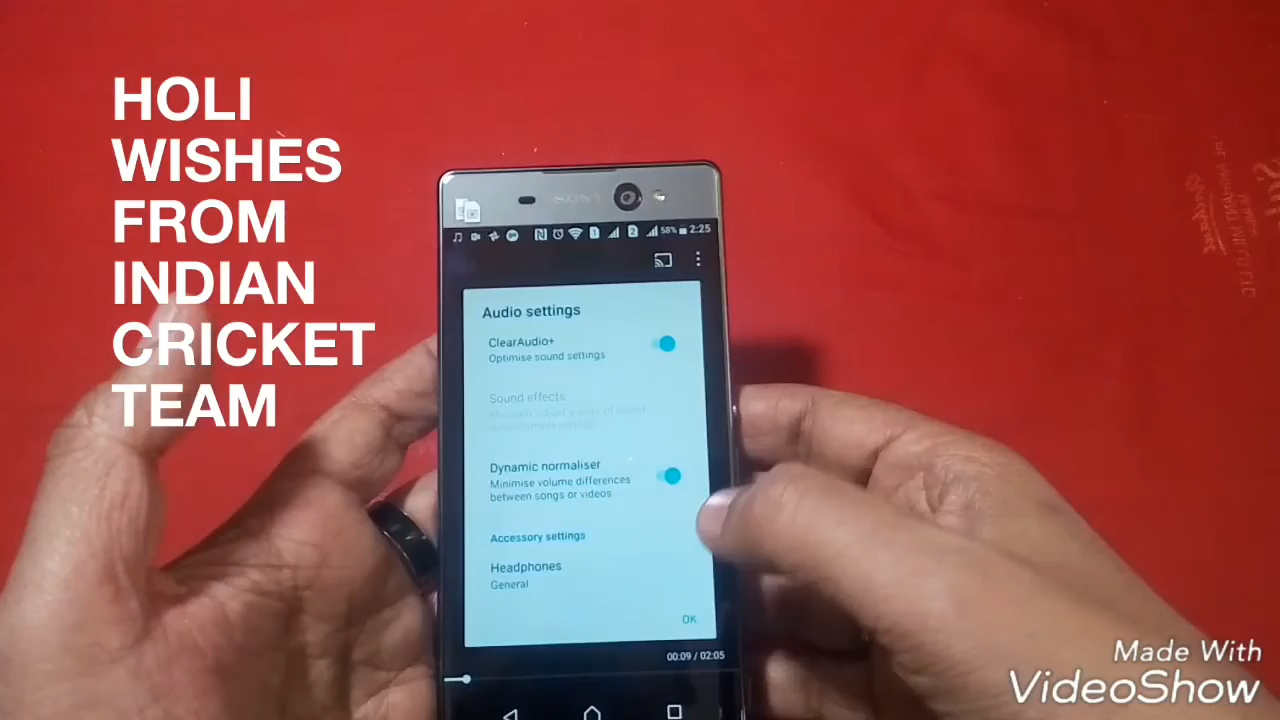 HOLI
WISHES
FROM
INDIAN
CRICKET
TEAM
SONY
1
2
58%
2:25
Audio settings
ClearAudio+
Optimise sound settings
Sound effects
Dynamic normaliser
Minimise volume differences
between songs or videos
Accessory settings
Headphones
General
OK
00:09 / 02:05
Made With
VideoShow